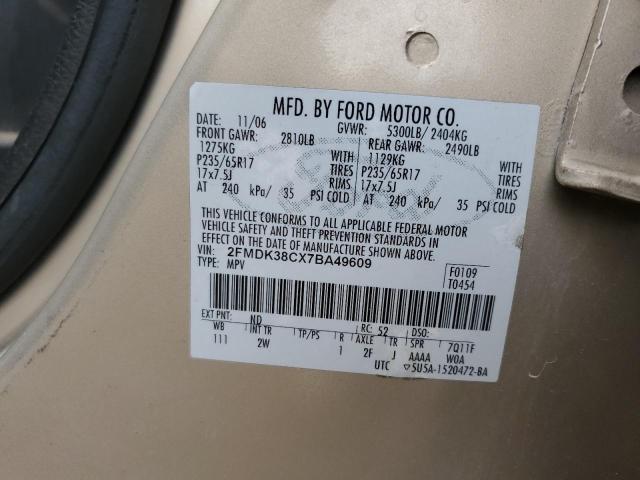 MFD. BY FORD MOTOR CO.
DATE: 11/06 GVWR: 5300LB/ 2404KG
FRONT GAWR: 2810LB REAR GAWR: 2490LB
1275KG WITH 1129KG WITH
P235/65R17 TIRES P235/65R17 TIRES
17x7.5J RIMS 17x7.5J RIMS
AT 240 kPa/ 35 PSI COLD AT 240 kPa/ 35 PSI COLD
THIS VEHICLE CONFORMS TO ALL APPLICABLE FEDERAL MOTOR
VEHICLE SAFETY AND THEFT PREVENTION STANDARDS IN
EFFECT ON THE DATE OF MANUFACTURE SHOWN ABOVE.
VIN: 2FMDK38CX7BA49609
TYPE: MPV
F0109
T0454
EXT PNT: ND RC: 52 DSO:
WB INT TR TP/PS R AXLE TR SPR 7Q11F
111 2W 1 2F J AAAA W0A
UTC ▽5U5A-1520472-BA